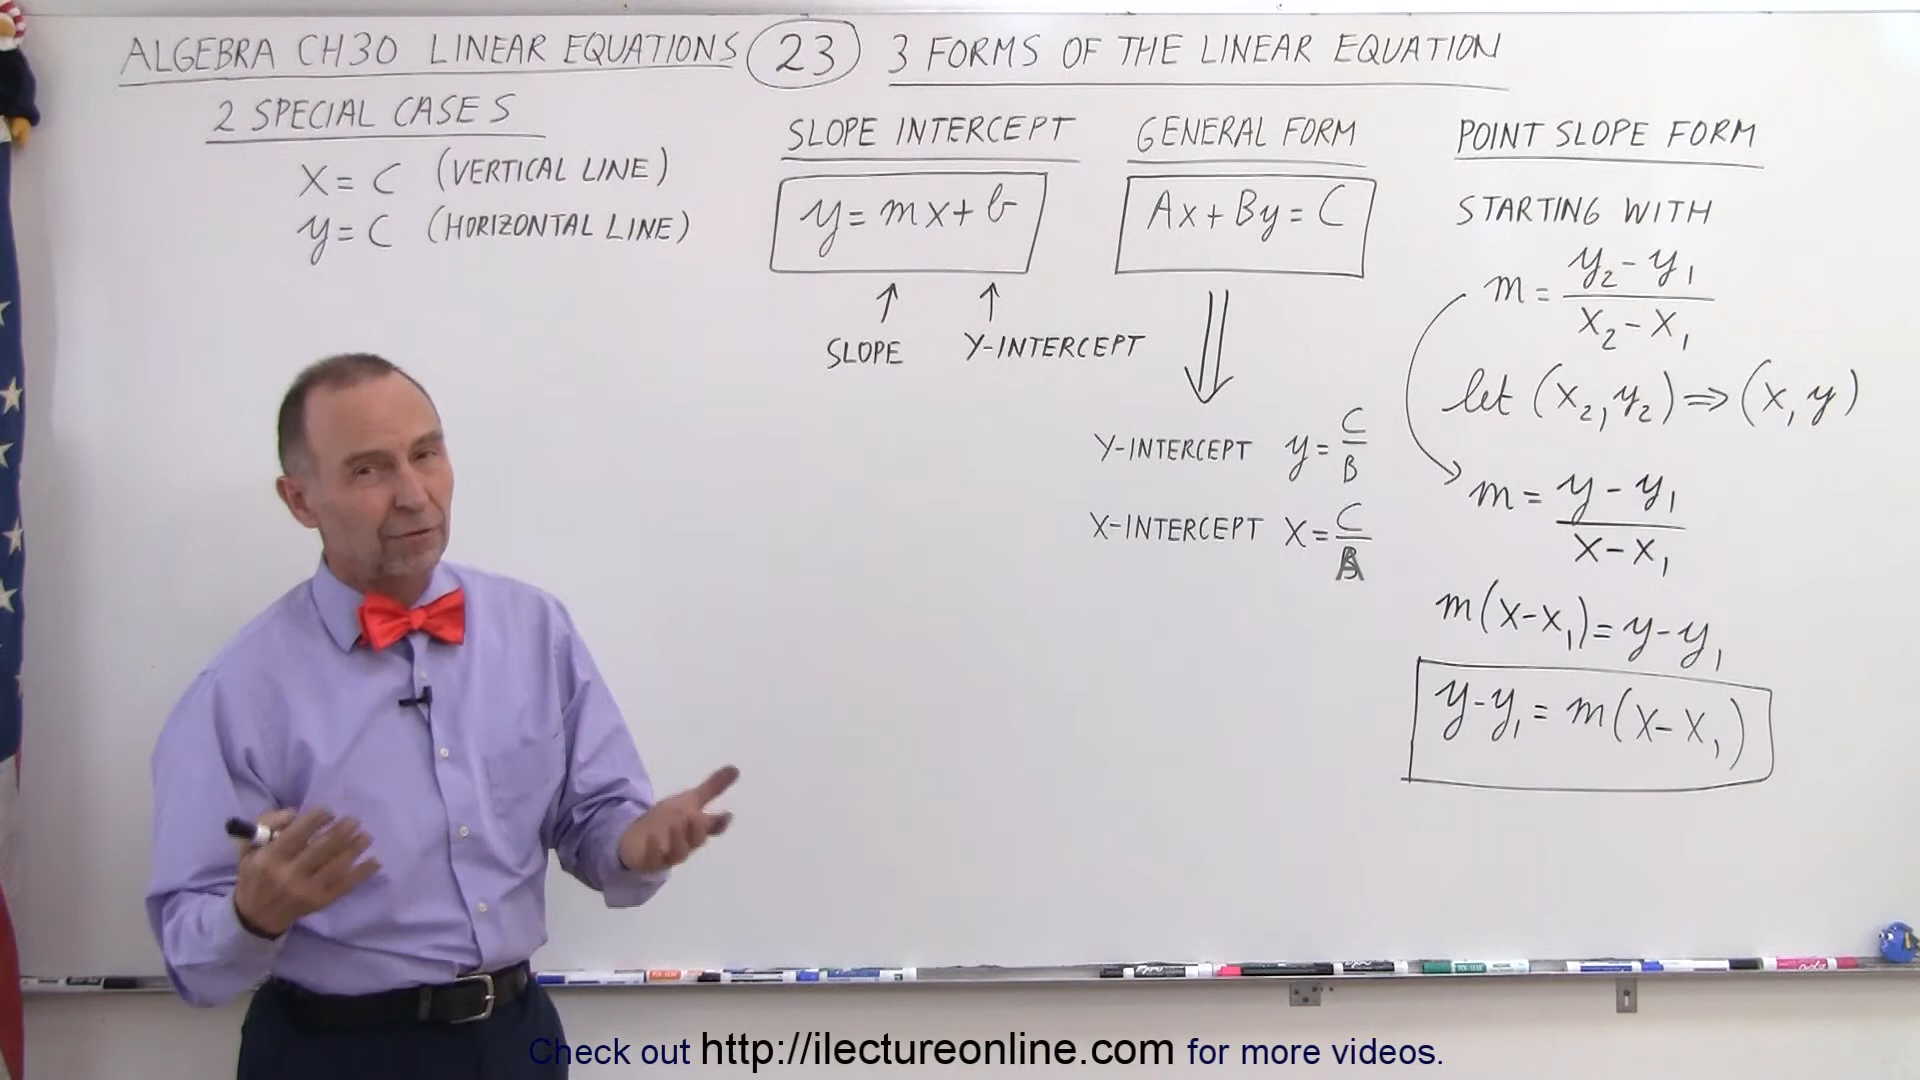 ALGEBRA CH30 LINEAR EQUATIONS 23 3 FORMS OF THE LINEAR EQUATION
2 SPECIAL CASES
X = C (VERTICAL LINE)
y = C (HORIZONTAL LINE)
SLOPE INTERCEPT
y = mx + b
SLOPE
Y-INTERCEPT
GENERAL FORM
Ax + By = C
Y-INTERCEPT y = C/B
X-INTERCEPT X = C/A
POINT SLOPE FORM
STARTING WITH
m = (y₂ - y₁)/(x₂ - x₁)
let (x₂, y₂) ⇒ (x, y)
m = (y - y₁)/(x - x₁)
m(x - x₁) = y - y₁
y - y₁ = m(x - x₁)
Check out http://ilectureonline.com for more videos.